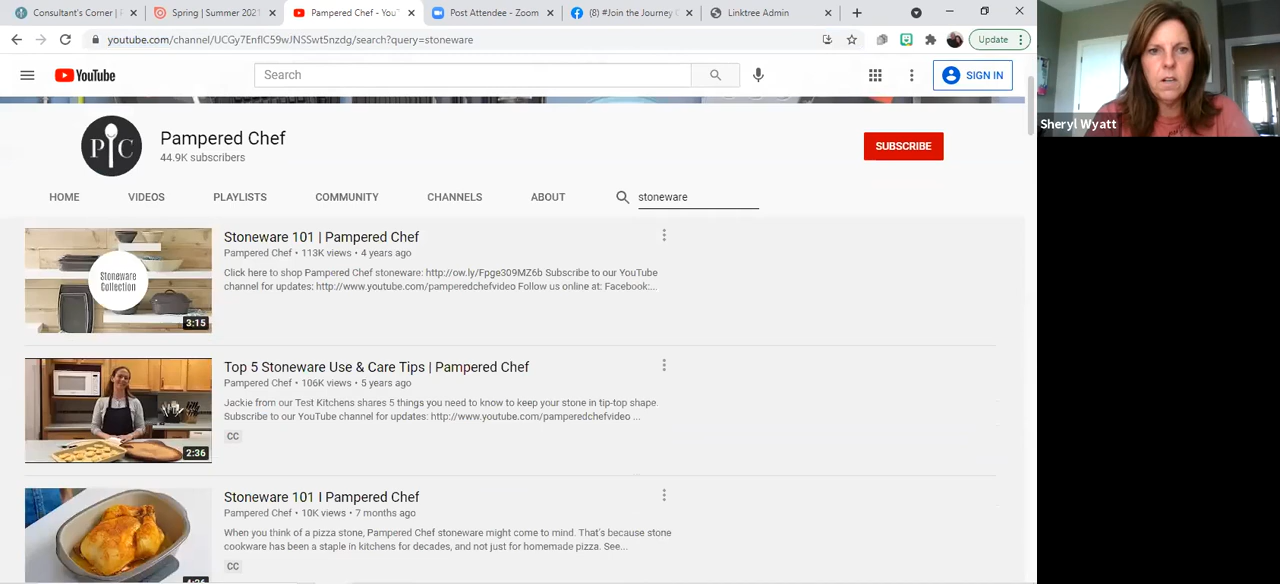 Consultant's Corner | P
Spring | Summer 2021
Pampered Chef - YouT
Post Attendee - Zoom
(8) #Join the Journey C
Linktree Admin
youtube.com/channel/UCGy7EnfIC59wJNSSwt5nzdg/search?query=stoneware
Update
YouTube
Search
SIGN IN
PC
Pampered Chef
44.9K subscribers
SUBSCRIBE
HOME VIDEOS PLAYLISTS COMMUNITY CHANNELS ABOUT stoneware
Stoneware Collection
3:15
Stoneware 101 | Pampered Chef
Pampered Chef • 113K views • 4 years ago
Click here to shop Pampered Chef stoneware: http://ow.ly/Fpge309MZ6b Subscribe to our YouTube
channel for updates: http://www.youtube.com/pamperedchefvideo Follow us online at: Facebook:...
2:36
Top 5 Stoneware Use & Care Tips | Pampered Chef
Pampered Chef • 106K views • 5 years ago
Jackie from our Test Kitchens shares 5 things you need to know to keep your stone in tip-top shape.
Subscribe to our YouTube channel for updates: http://www.youtube.com/pamperedchefvideo ...
CC
Stoneware 101 I Pampered Chef
Pampered Chef • 10K views • 7 months ago
When you think of a pizza stone, Pampered Chef stoneware might come to mind. That's because stone
cookware has been a staple in kitchens for decades, and not just for homemade pizza. See...
CC
4:26
Sheryl Wyatt